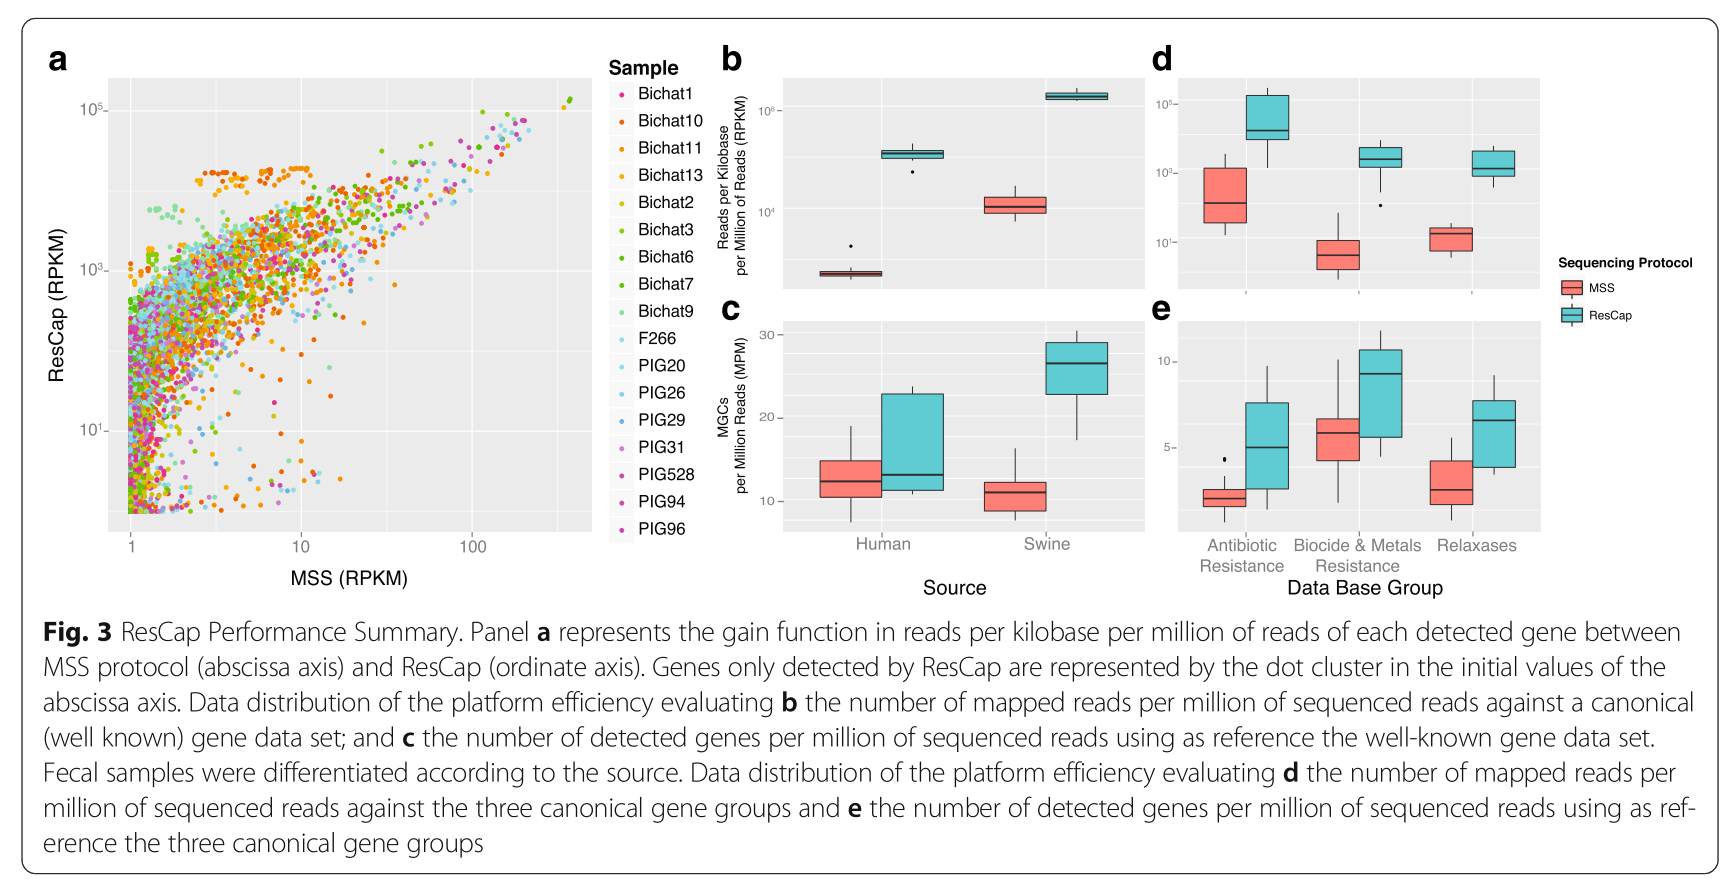 a
ResCap (RPKM)
10⁵
10³
10¹
1
10
100
MSS (RPKM)
Sample
Bichat1
Bichat10
Bichat11
Bichat13
Bichat2
Bichat3
Bichat6
Bichat7
Bichat9
F266
PIG20
PIG26
PIG29
PIG31
PIG528
PIG94
PIG96
b
Reads per Kilobase
per Million of Reads (RPKM)
10⁶
10⁴
c
MGCs
per Million Reads (MPM)
30
20
10
Human
Swine
Source
d
10⁵
10³
10¹
e
10
5
Antibiotic
Resistance
Biocide & Metals
Resistance
Relaxases
Data Base Group
Sequencing Protocol
MSS
ResCap
Fig. 3 ResCap Performance Summary. Panel a represents the gain function in reads per kilobase per million of reads of each detected gene between
MSS protocol (abscissa axis) and ResCap (ordinate axis). Genes only detected by ResCap are represented by the dot cluster in the initial values of the
abscissa axis. Data distribution of the platform efficiency evaluating b the number of mapped reads per million of sequenced reads against a canonical
(well known) gene data set; and c the number of detected genes per million of sequenced reads using as reference the well-known gene data set.
Fecal samples were differentiated according to the source. Data distribution of the platform efficiency evaluating d the number of mapped reads per
million of sequenced reads against the three canonical gene groups and e the number of detected genes per million of sequenced reads using as ref-
erence the three canonical gene groups